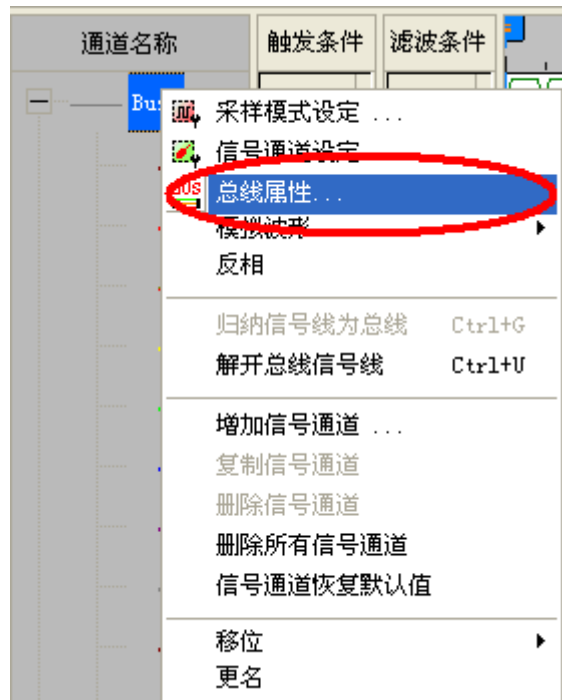 通道名称 触发条件 滤波条件
Bus
采样模式设定 ...
信号通道设定
BUS 总线属性...
模拟波形
反相
归纳信号线为总线 Ctrl+G
解开总线信号线 Ctrl+U
增加信号通道 ...
复制信号通道
删除信号通道
删除所有信号通道
信号通道恢复默认值
移位
更名